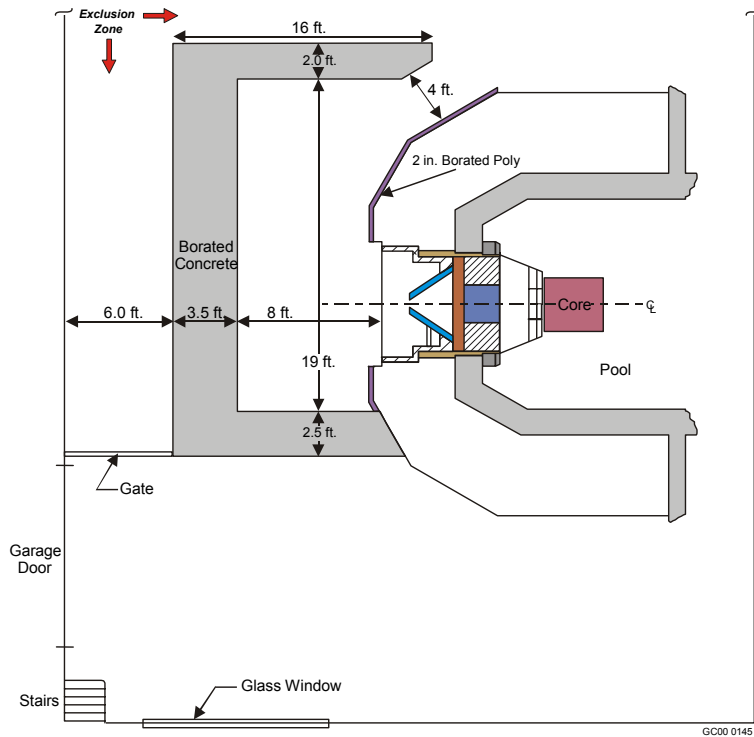 Exclusion
Zone
16 ft.
2.0 ft.
4 ft.
2 in. Borated Poly
Borated
Concrete
6.0 ft.
3.5 ft.
8 ft.
Core
CL
19 ft.
Pool
2.5 ft.
Gate
Garage
Door
Stairs
Glass Window
GC00 0145